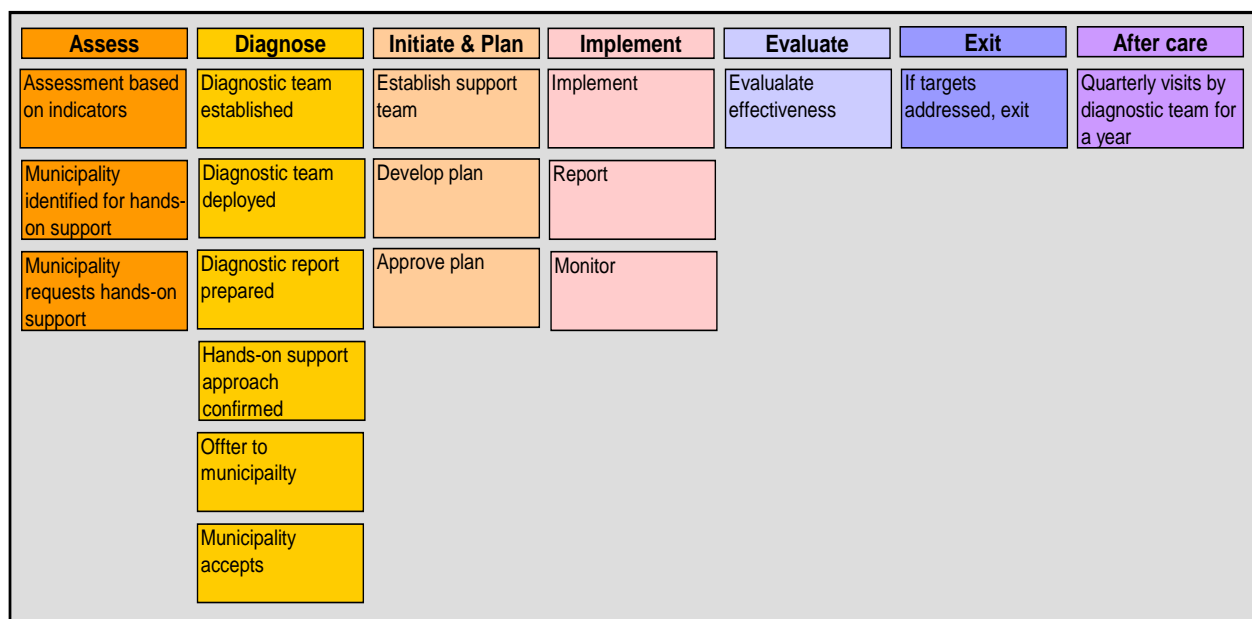 Assess
Assessment based
on indicators
Municipality
identified for hands-
on support
Municipality
requests hands-on
support
Diagnose
Diagnostic team
established
Diagnostic team
deployed
Diagnostic report
prepared
Hands-on support
approach
confirmed
Offter to
municipailty
Municipality
accepts
Initiate & Plan
Establish support
team
Develop plan
Approve plan
Implement
Implement
Report
Monitor
Evaluate
Evalualate
effectiveness
Exit
If targets
addressed, exit
After care
Quarterly visits by
diagnostic team for
a year